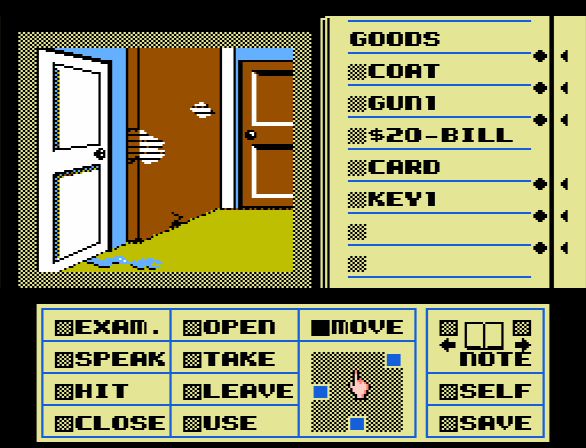 GOODS
COAT
GUN1
$20-BILL
CARD
KEY1
EXAM. OPEN MOVE
SPEAK TAKE NOTE
HIT LEAVE SELF
CLOSE USE SAVE